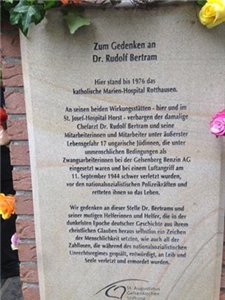 Zum Gedenken an
Dr. Rudolf Bertram
Hier stand bis 1976 das
katholische Marien-Hospital Rotthausen.
An seinen beiden Wirkungsstätten - hier und im
St. Josef-Hospital Horst - verbargen der damalige
Chefarzt Dr. Rudolf Bertram und seine
Mitarbeiterinnen und Mitarbeiter unter äußerster
Lebensgefahr 17 ungarische Jüdinnen, die unter
unmenschlichen Bedingungen als
Zwangsarbeiterinnen bei der Gelsenberg Benzin AG
eingesetzt waren und bei einem Luftangriff am
11. September 1944 schwer verletzt wurden,
vor den nationalsozialistischen Polizeikräften und
retteten ihnen so das Leben.
Wir gedenken an dieser Stelle Dr. Bertrams und
seiner mutigen Helferinnen und Helfer, die in der
dunkelsten Epoche deutscher Geschichte aus ihrem
christlichen Glauben heraus selbstlos ein Zeichen
der Menschlichkeit setzten, wie auch all der
Zahllosen, die während des nationalsozialistischen
Unrechtsregimes gequält, entwürdigt, an Leib und
Seele verletzt und ermordet wurden.
St. Augustinus
Gelsenkirchen